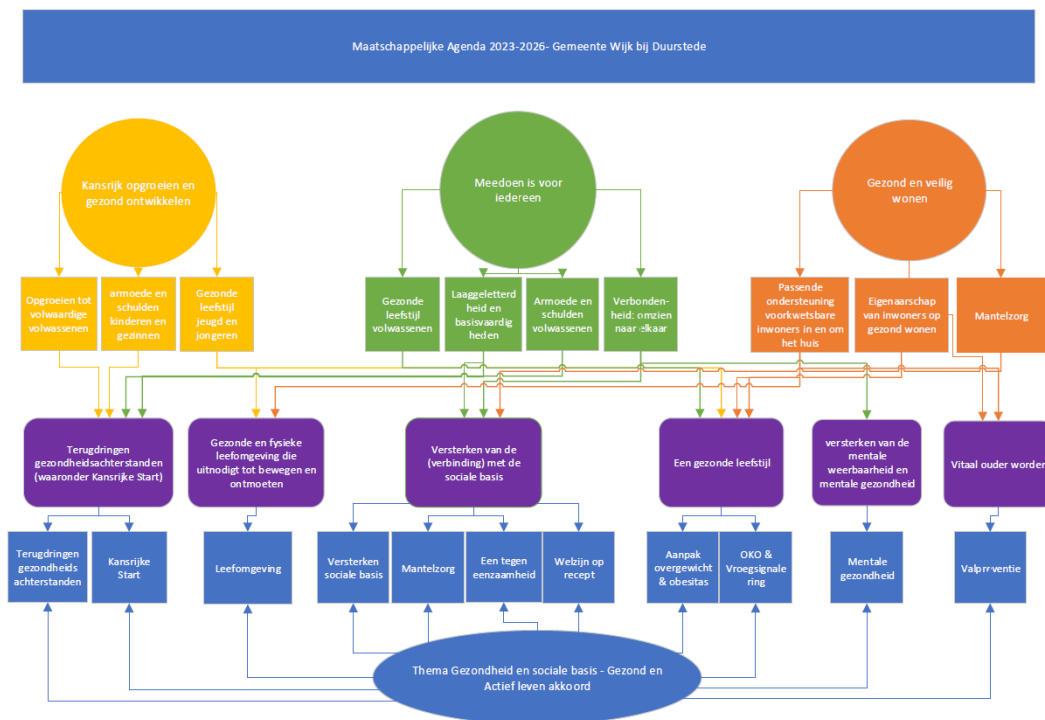 Maatschappelijke Agenda 2023-2026- Gemeente Wijk bij Duurstede
Kansrijk opgroeien en
gezond ontwikkelen
Meedoen is voor
iedereen
Gezond en veilig
wonen
Opgroeien tot
volwaardige
volwassenen
armoede en
schulden
kinderen en
gezinnen
Gezonde
leefstijl
jeugd en
jongeren
Gezonde
leefstijl
volwassenen
Laaggeletterd
heid en
basisvaardig
heden
Armoede en
schulden
volwassenen
Verbonden-
heid: omzien
naar elkaar
Passende
ondersteuning
voorkwetsbare
inwoners in en om
het huis
Eigenaarschap
van inwoners op
gezond wonen
Mantelzorg
Terugdringen
gezondheidsachterstanden
(waaronder Kansrijke Start)
Gezonde en fysieke
leefomgeving die
uitnodigt tot bewegen en
ontmoeten
Versterken van de
(verbinding) met de
sociale basis
Een gezonde leefstijl
versterken van de
mentale
weerbaarheid en
mentale gezondheid
Vitaal ouder worden
Terugdringen
gezondheids
achterstanden
Kansrijke
Start
Leefomgeving
Versterken
sociale basis
Mantelzorg
Een tegen
eenzaamheid
Welzijn op
recept
Aanpak
overgewicht
& obesitas
OKO &
Vroegsignale
ring
Mentale
gezondheid
Valpreventie
Thema Gezondheid en sociale basis - Gezond en
Actief leven akkoord